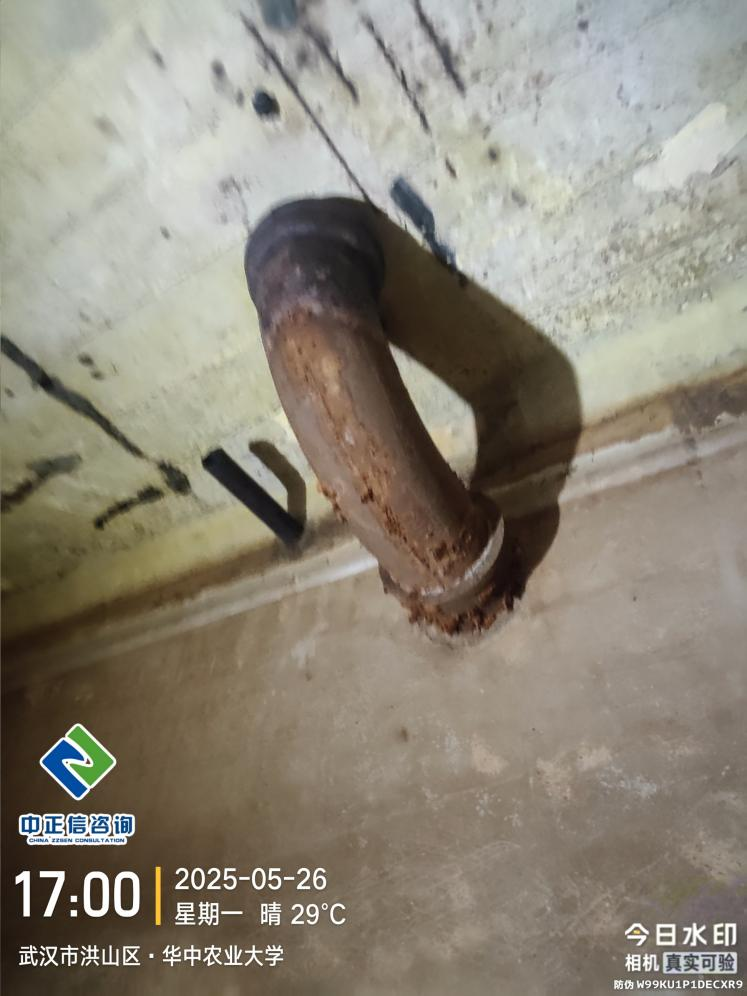 中正信咨询
CHINA ZZSEN CONSULTATION
17:00
2025-05-26
星期一 晴 29℃
武汉市洪山区·华中农业大学
今日水印
相机 真实可验
防伪 W99KU1P1DECXR9